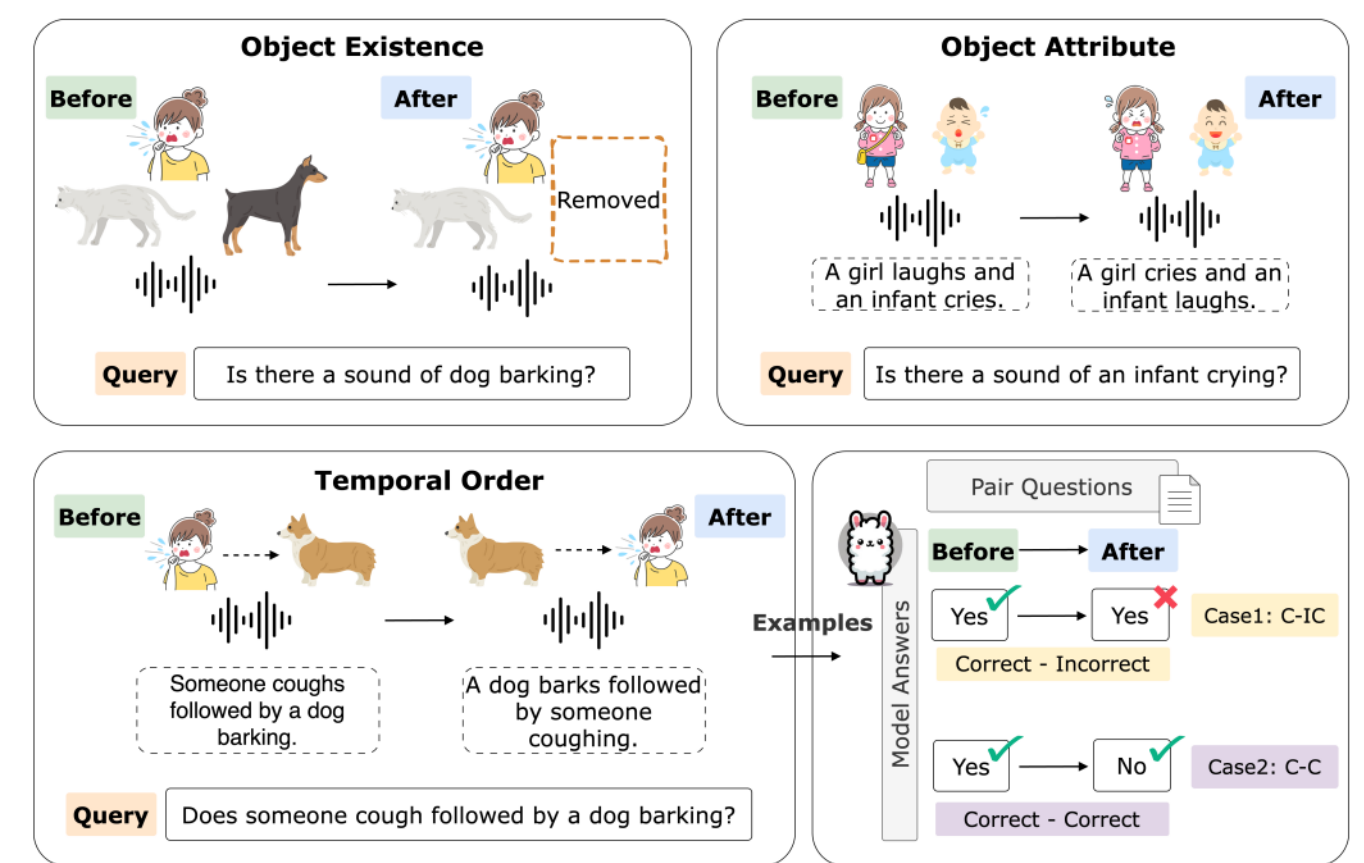 Object Existence
Before
After
Removed
Query
Is there a sound of dog barking?
Object Attribute
Before
After
A girl laughs and
an infant cries.
A girl cries and an
infant laughs.
Query
Is there a sound of an infant crying?
Temporal Order
Before
After
Someone coughs
followed by a dog
barking.
A dog barks followed
by someone
coughing.
Query
Does someone cough followed by a dog barking?
Examples
Pair Questions
Model Answers
Before
After
Yes
Yes
Case1: C-IC
Correct - Incorrect
Yes
No
Case2: C-C
Correct - Correct